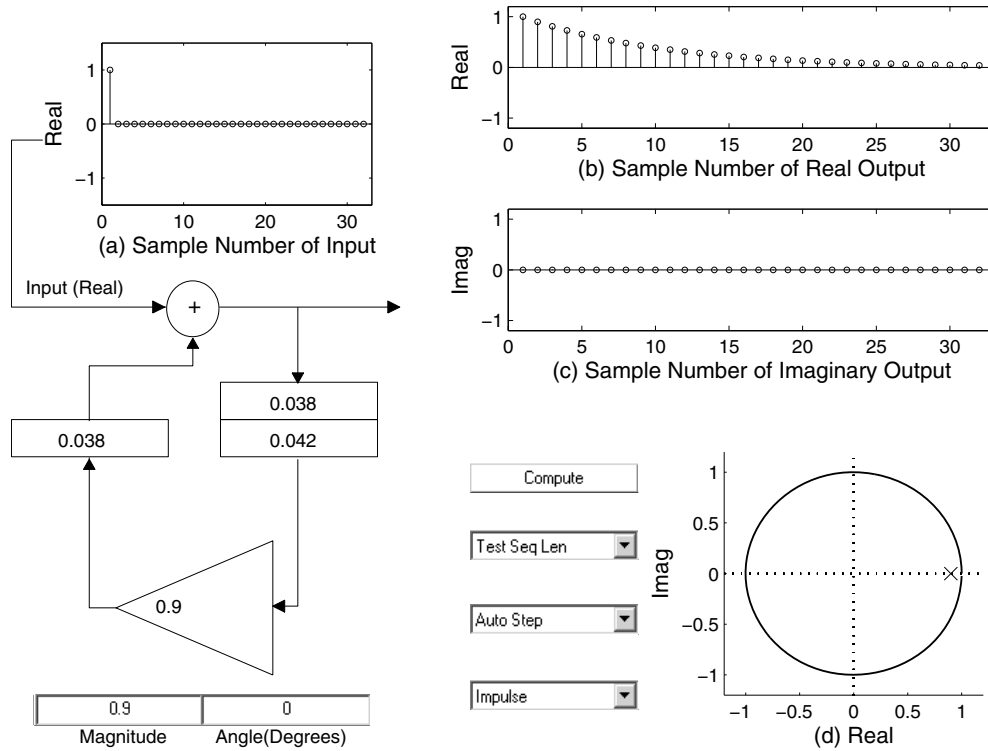 1
0
−1
Real
0
10
20
30
(a) Sample Number of Input
1
0
−1
Real
0
5
10
15
20
25
30
(b) Sample Number of Real Output
1
0
−1
Imag
0
5
10
15
20
25
30
(c) Sample Number of Imaginary Output
Input (Real)
+
0.038
0.038
0.042
0.9
0.9
0
Magnitude
Angle(Degrees)
Compute
Test Seq Len
Auto Step
Impulse
1
0.5
0
−0.5
−1
Imag
−1
−0.5
0
0.5
1
(d) Real